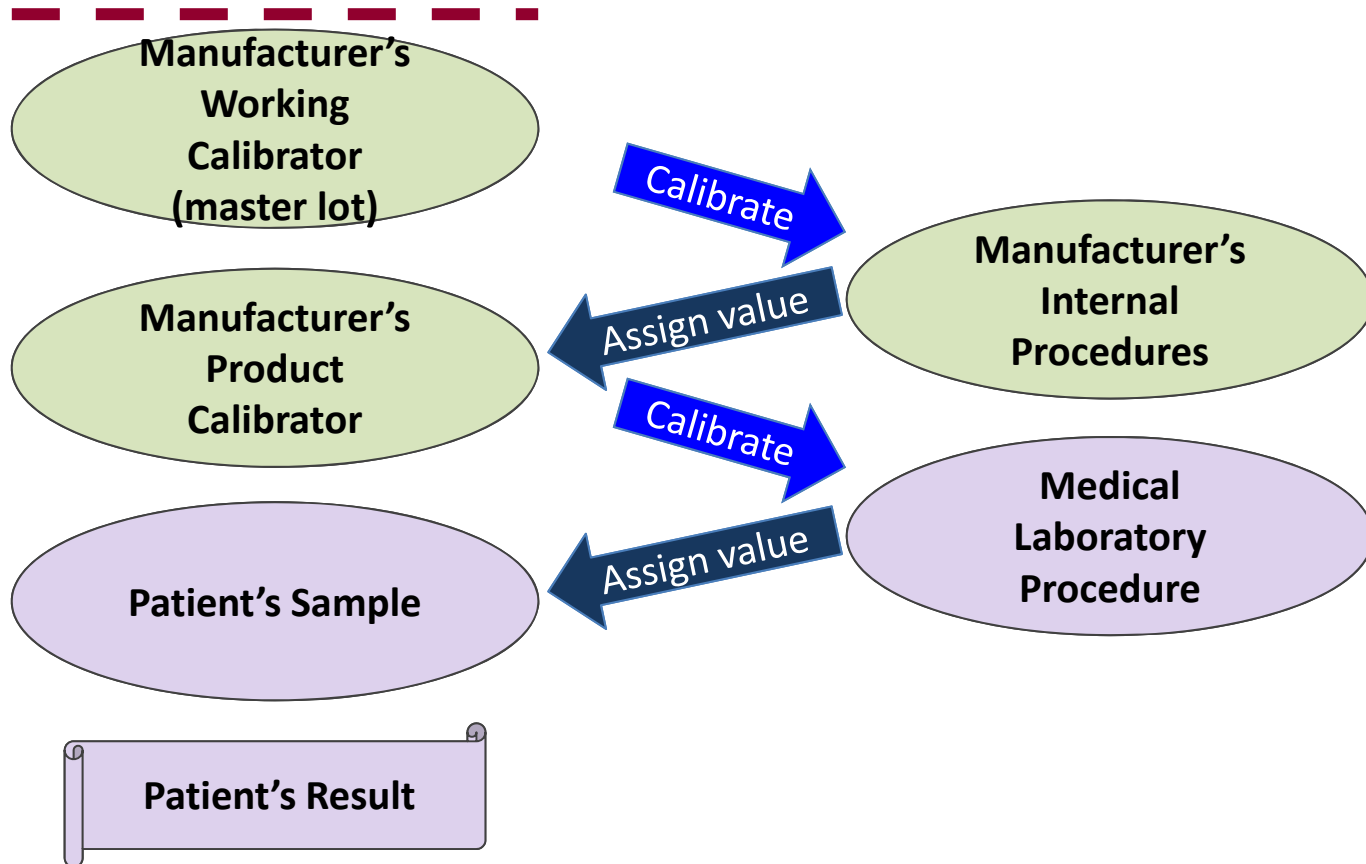 Manufacturer’s
Working
Calibrator
(master lot)
Calibrate
Manufacturer’s
Internal
Procedures
Assign value
Manufacturer’s
Product
Calibrator
Calibrate
Medical
Laboratory
Procedure
Assign value
Patient’s Sample
Patient’s Result